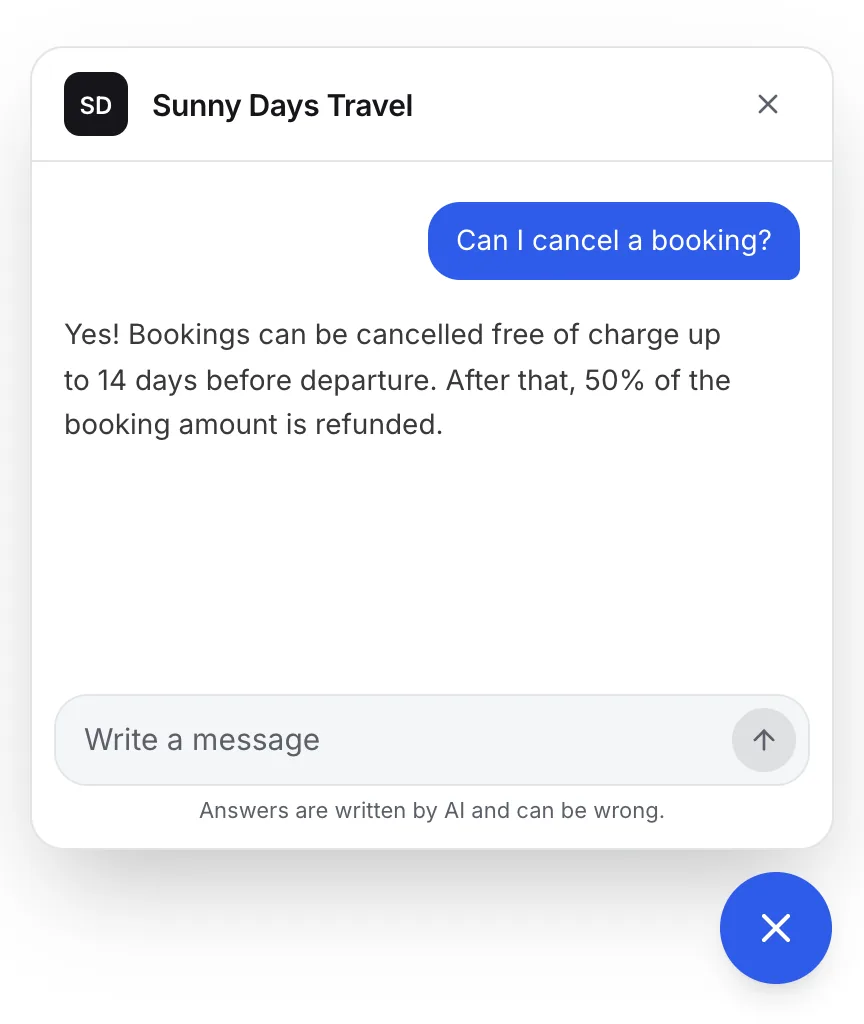 SD
Sunny Days Travel
Can I cancel a booking?
Yes! Bookings can be cancelled free of charge up
to 14 days before departure. After that, 50% of the
booking amount is refunded.
Write a message
Answers are written by AI and can be wrong.